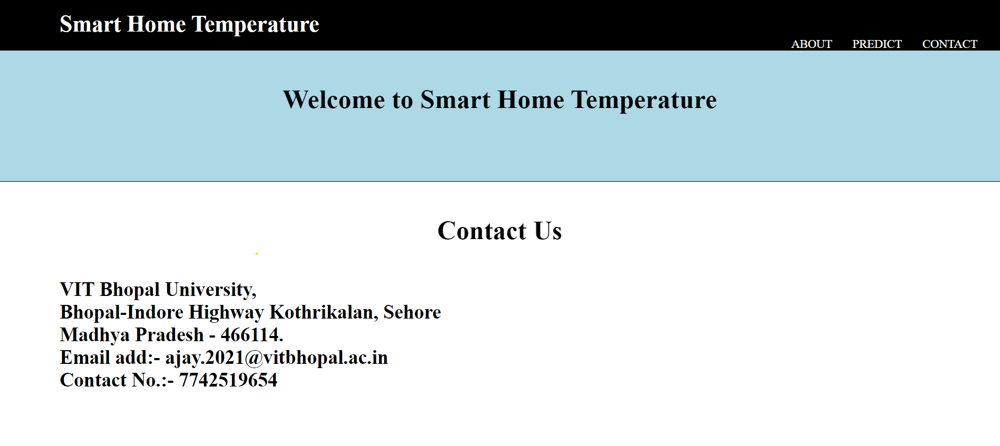 Smart Home Temperature
ABOUT PREDICT CONTACT
Welcome to Smart Home Temperature
Contact Us
VIT Bhopal University,
Bhopal-Indore Highway Kothrikalan, Sehore
Madhya Pradesh - 466114.
Email add:- ajay.2021@vitbhopal.ac.in
Contact No.:- 7742519654